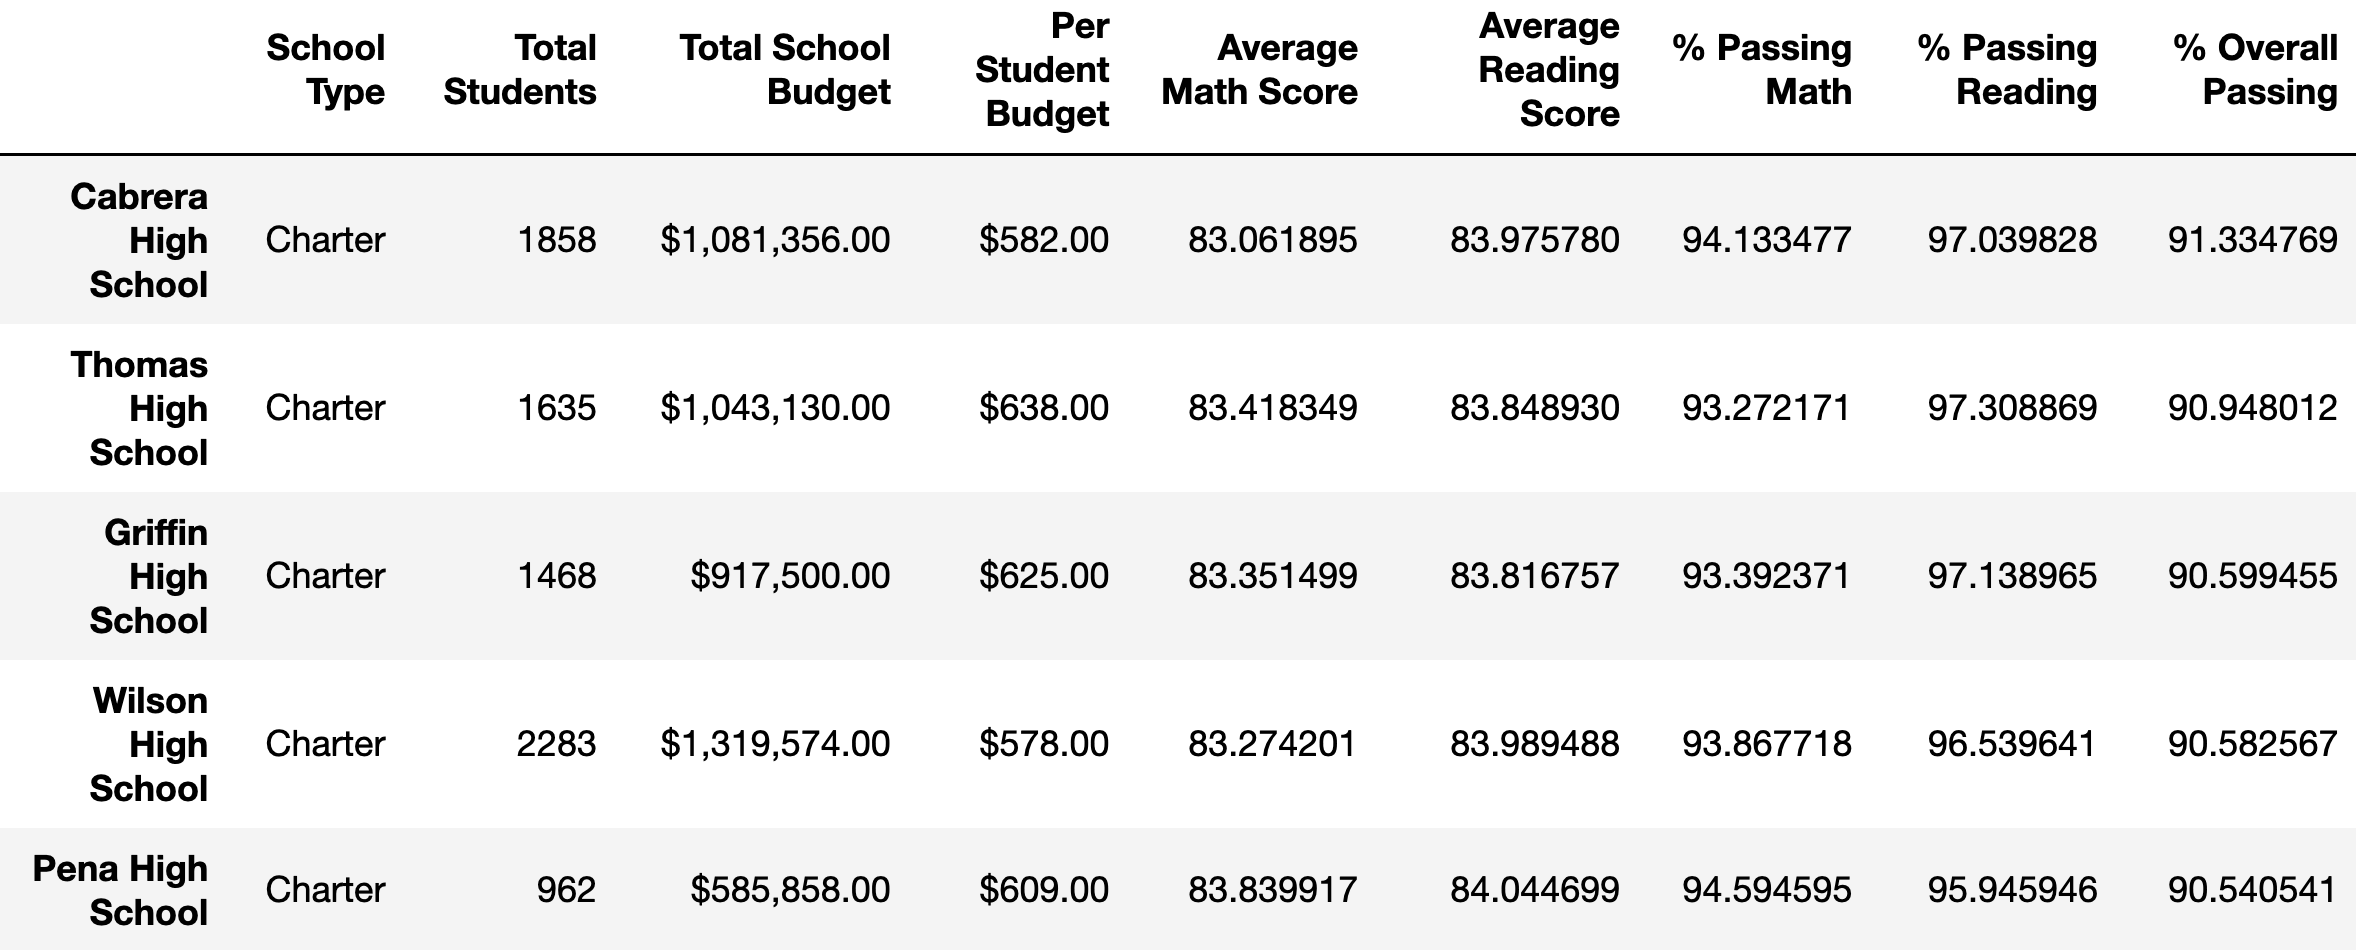 School Type Total Students Total School Budget Per Student Budget Average Math Score Average Reading Score % Passing Math % Passing Reading % Overall Passing
Cabrera High School Charter 1858 $1,081,356.00 $582.00 83.061895 83.975780 94.133477 97.039828 91.334769
Thomas High School Charter 1635 $1,043,130.00 $638.00 83.418349 83.848930 93.272171 97.308869 90.948012
Griffin High School Charter 1468 $917,500.00 $625.00 83.351499 83.816757 93.392371 97.138965 90.599455
Wilson High School Charter 2283 $1,319,574.00 $578.00 83.274201 83.989488 93.867718 96.539641 90.582567
Pena High School Charter 962 $585,858.00 $609.00 83.839917 84.044699 94.594595 95.945946 90.540541